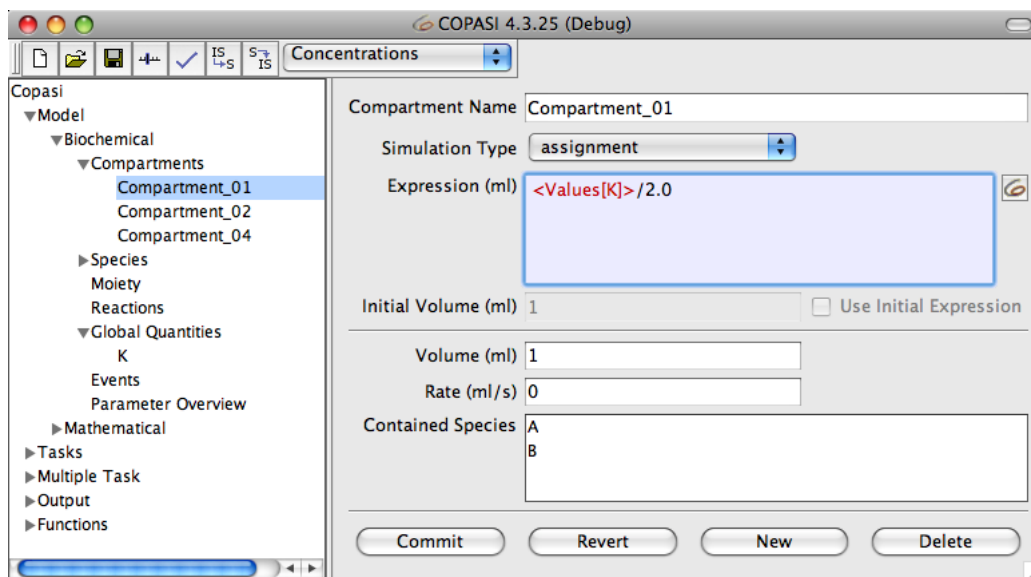 COPASI 4.3.25 (Debug)
IS S
S IS
Concentrations
Copasi
Model
Biochemical
Compartments
Compartment_01
Compartment_02
Compartment_04
Species
Moiety
Reactions
Global Quantities
K
Events
Parameter Overview
Mathematical
Tasks
Multiple Task
Output
Functions
Compartment Name Compartment_01
Simulation Type assignment
Expression (ml) <Values[K]>/2.0
Initial Volume (ml) 1 Use Initial Expression
Volume (ml) 1
Rate (ml/s) 0
Contained Species A
B
Commit Revert New Delete